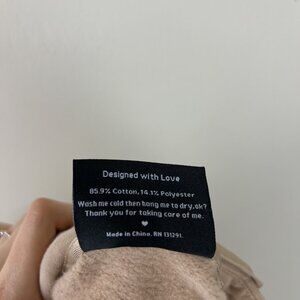 Designed with Love
85.9% Cotton, 14.1% Polyester
Wash me cold then hang me to dry,ok?
Thank you for taking care of me.
Made in China. RN 131291.